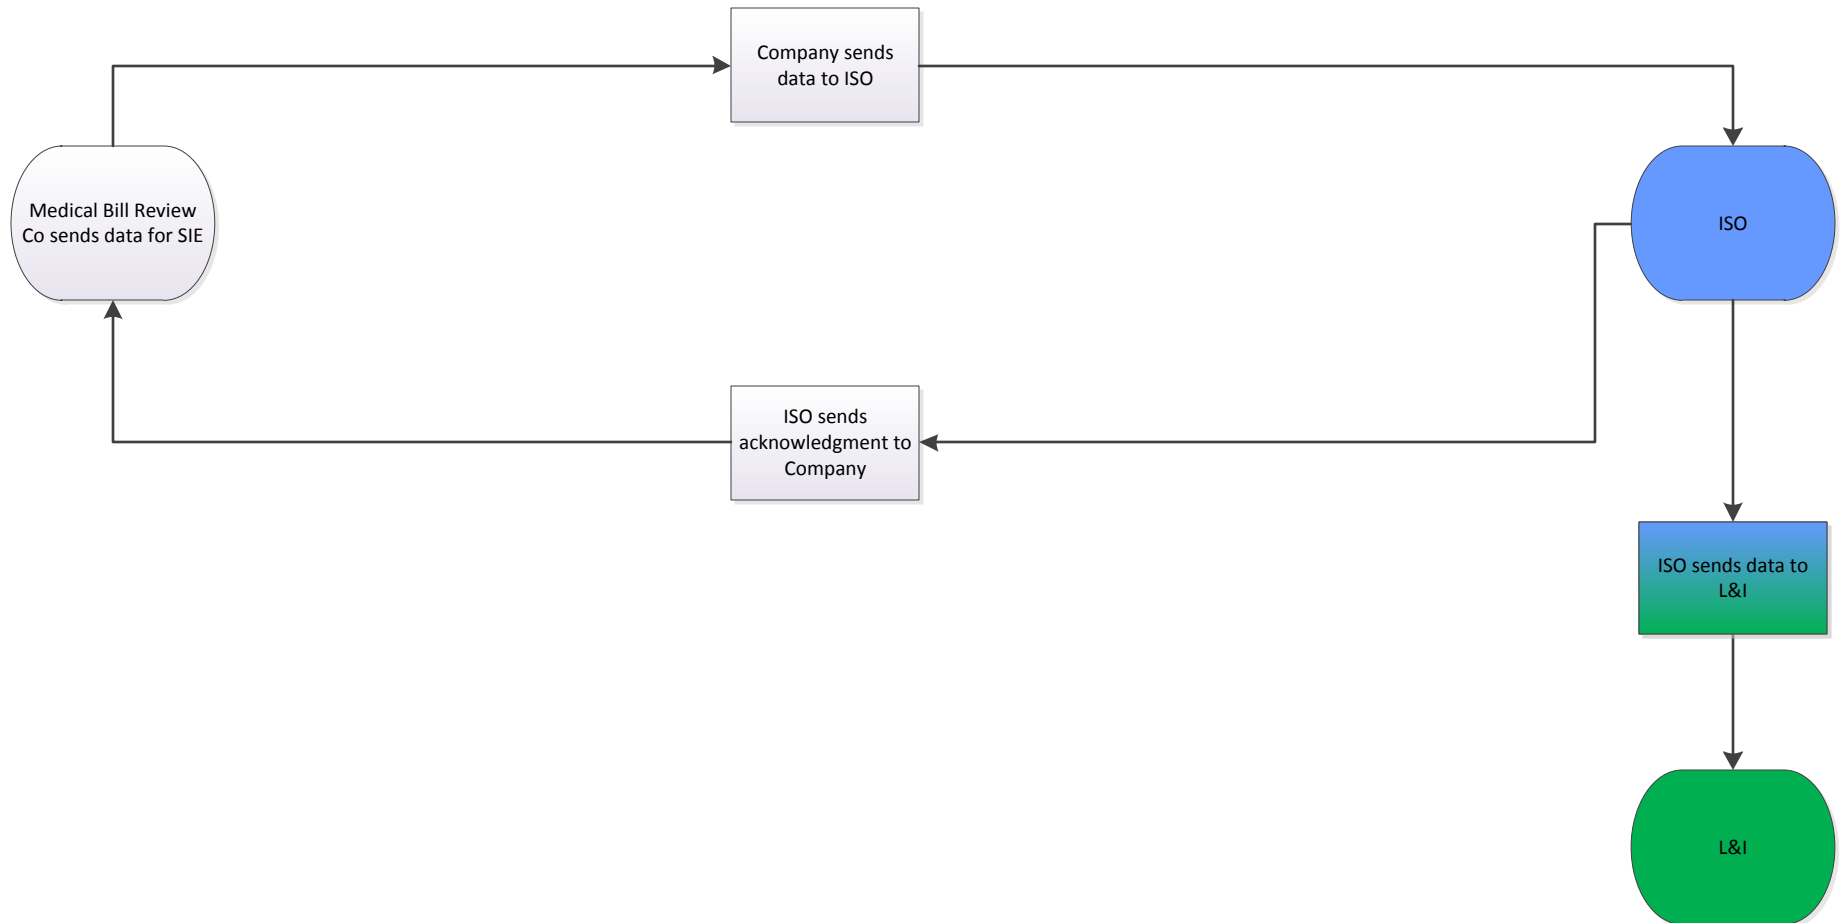 Company sends
data to ISO
Medical Bill Review
Co sends data for SIE
ISO
ISO sends
acknowledgment to
Company
ISO sends data to
L&I
L&I